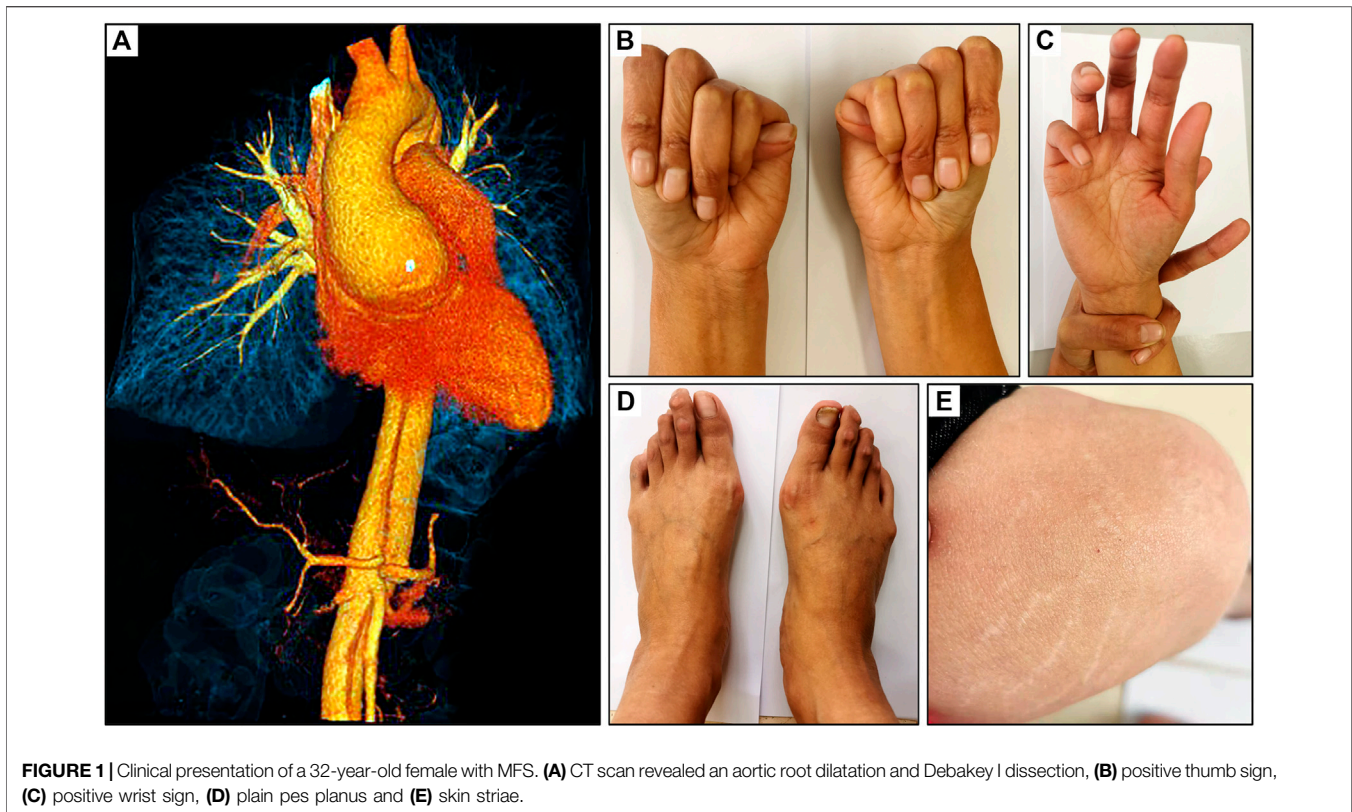 A
B
C
D
E
FIGURE 1 | Clinical presentation of a 32-year-old female with MFS. (A) CT scan revealed an aortic root dilatation and Debakey I dissection, (B) positive thumb sign,
(C) positive wrist sign, (D) plain pes planus and (E) skin striae.